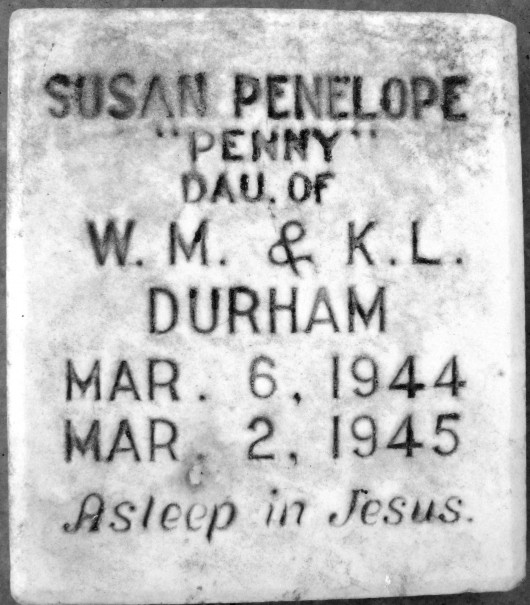 SUSAN PENELOPE
"PENNY"
DAU. OF
W. M. & K. L.
DURHAM
MAR. 6, 1944
MAR. 2, 1945
Asleep in Jesus.